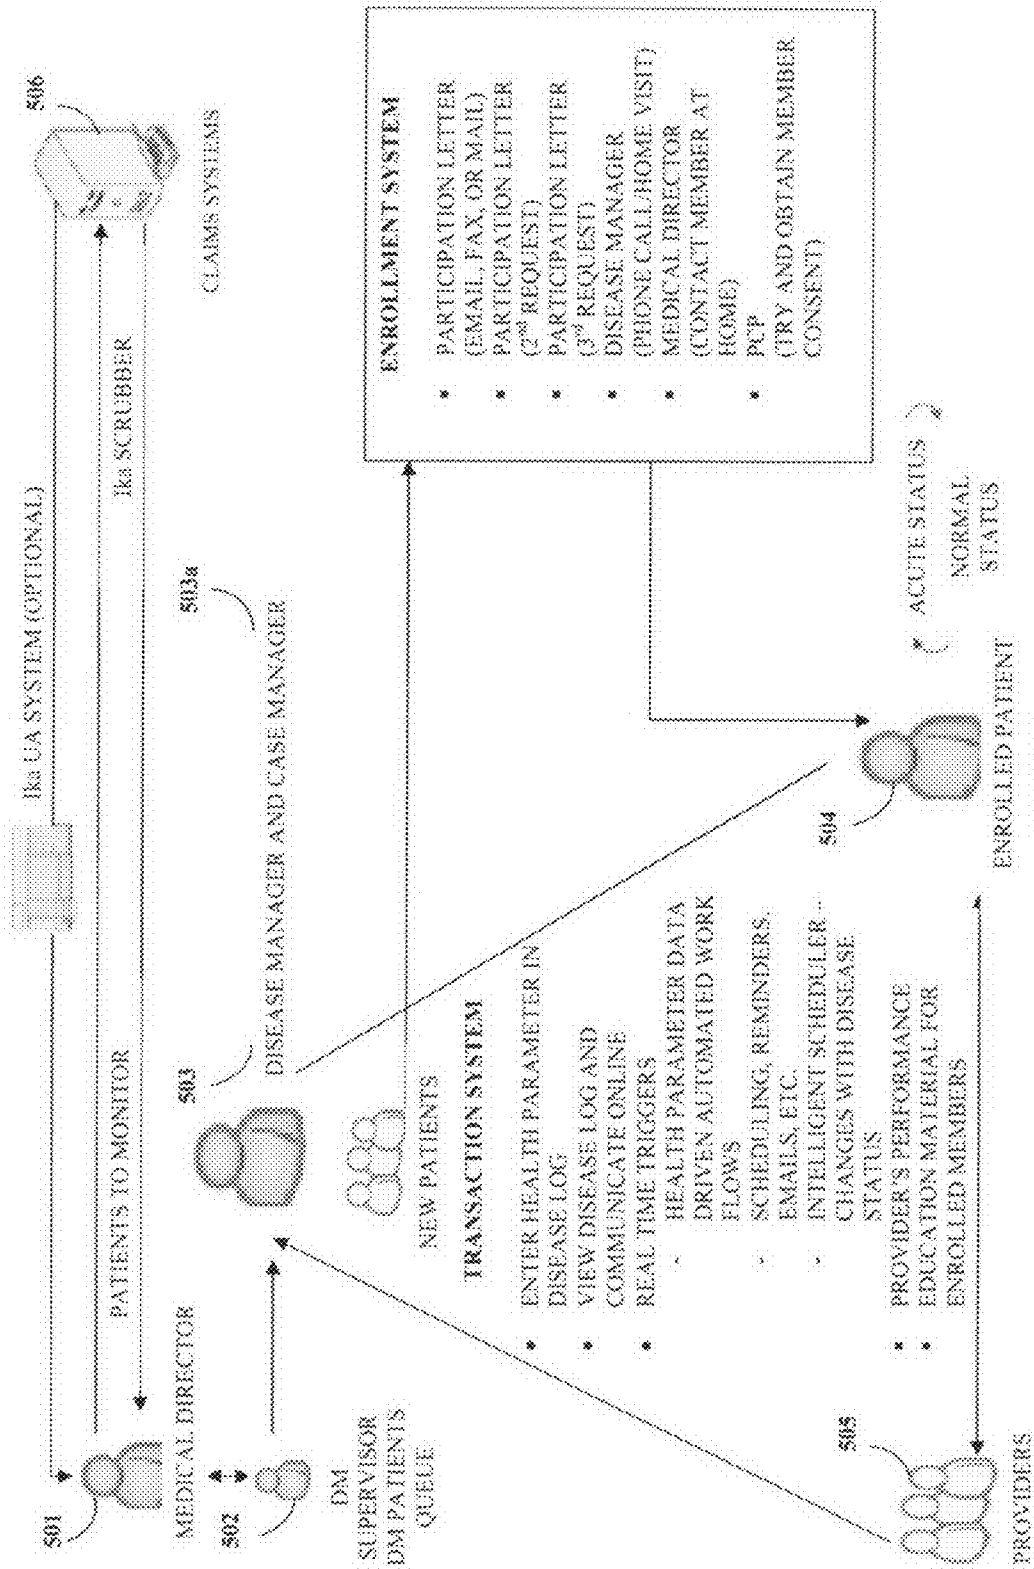 Ika UA SYSTEM (OPTIONAL)
506
Ika SCRUBBER
CLAIMS SYSTEMS
PATIENTS TO MONITOR
501
MEDICAL DIRECTOR
502
DM
SUPERVISOR
DM PATIENTS
QUEUE
503
503a
DISEASE MANAGER AND CASE MANAGER
NEW PATIENTS
ENROLLMENT SYSTEM
• PARTICIPATION LETTER
(EMAIL, FAX, OR MAIL)
• PARTICIPATION LETTER
(2nd REQUEST)
• PARTICIPATION LETTER
(3rd REQUEST)
• DISEASE MANAGER
(PHONE CALL/HOME VISIT)
• MEDICAL DIRECTOR
(CONTACT MEMBER AT
HOME)
• PCP
(TRY AND OBTAIN MEMBER
CONSENT)
TRANSACTION SYSTEM
• ENTER HEALTH PARAMETER IN
DISEASE LOG
• VIEW DISEASE LOG AND
COMMUNICATE ONLINE
• REAL TIME TRIGGERS
- HEALTH PARAMETER DATA
DRIVEN AUTOMATED WORK
FLOWS
- SCHEDULING, REMINDERS,
EMAILS, ETC.
- INTELLIGENT SCHEDULER –
CHANGES WITH DISEASE
STATUS
• PROVIDER'S PERFORMANCE
• EDUCATION MATERIAL FOR
ENROLLED MEMBERS
505
PROVIDERS
504
ENROLLED PATIENT
ACUTE STATUS
NORMAL
STATUS